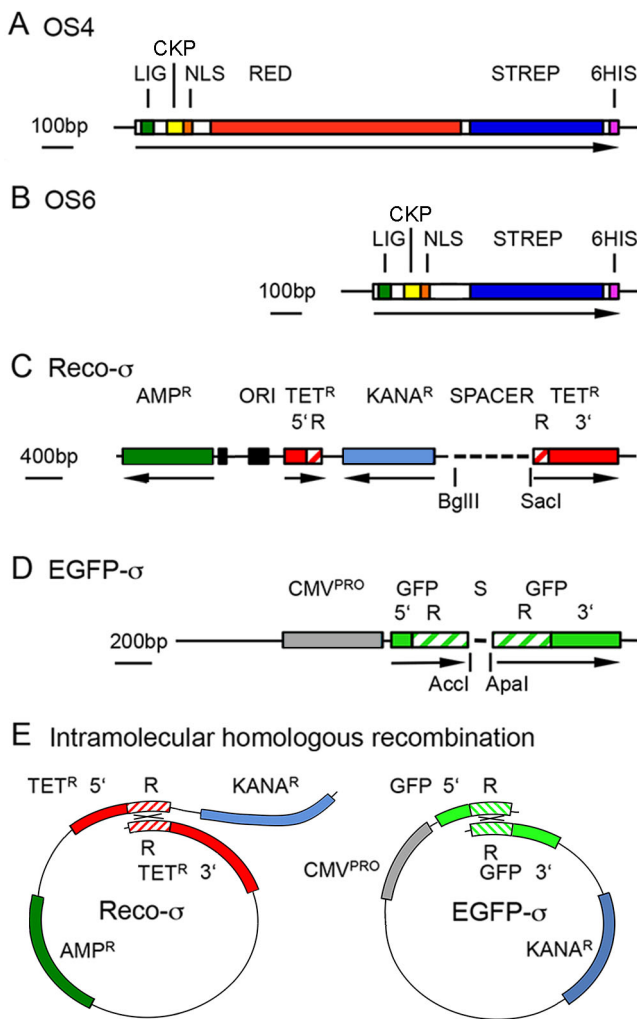 A OS4
CKP
LIG NLS RED STREP 6HIS
100bp
B OS6
CKP
LIG NLS STREP 6HIS
100bp
C Reco-σ
AMPᴿ ORI TETᴿ KANAᴿ SPACER TETᴿ
5‘ R R 3‘
400bp
BglII SacI
D EGFP-σ
CMVᴾᴿᴼ GFP S GFP
5‘ R R 3‘
200bp
AccI ApaI
E Intramolecular homologous recombination
TETᴿ 5‘ R KANAᴿ GFP 5‘ R
R R
TETᴿ 3‘ CMVᴾᴿᴼ GFP 3‘
Reco-σ EGFP-σ
AMPᴿ KANAᴿ